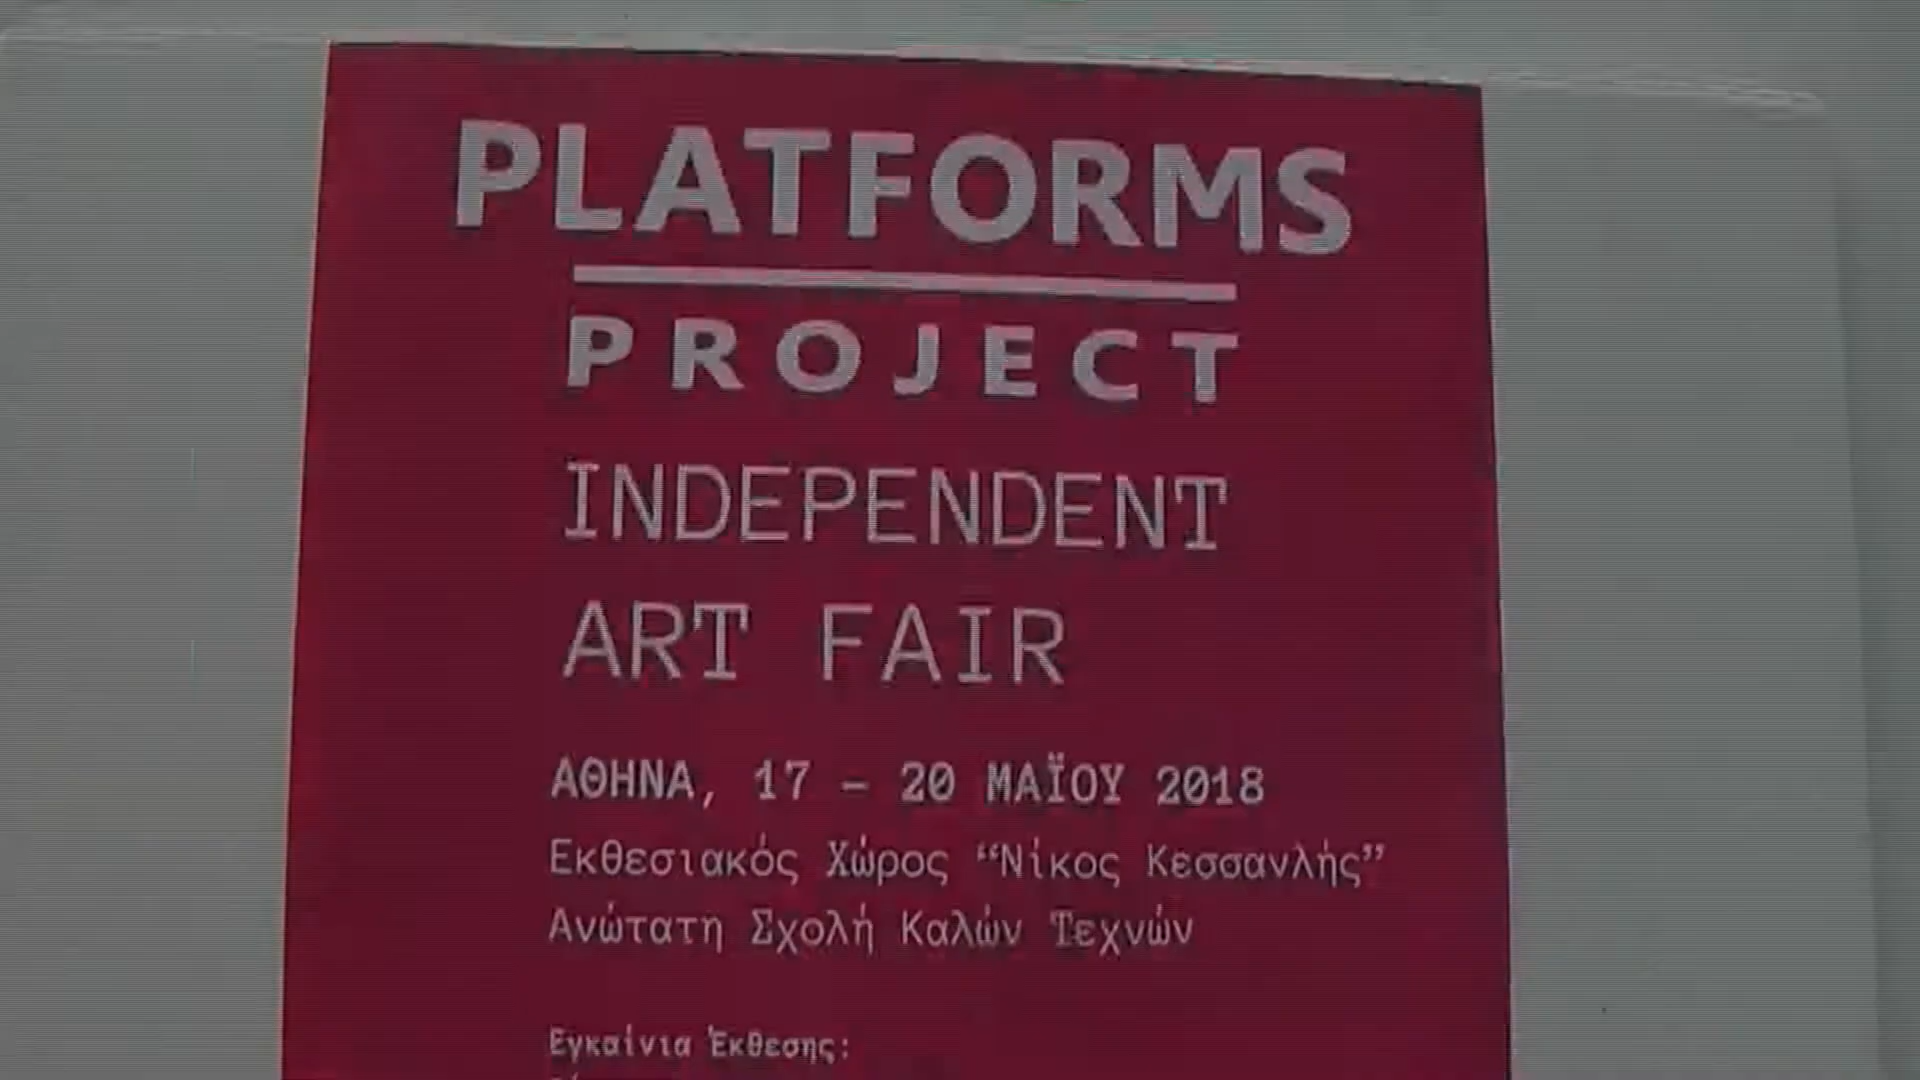 PLATFORMS
PROJECT
INDEPENDENT
ART FAIR
ΑΘΗΝΑ, 17 – 20 ΜΑΪΟΥ 2018
Εκθεσιακός Χώρος “Νίκος Κεσσανλής”
Ανώτατη Σχολή Καλών Τεχνών
Εγκαίνια Έκθεσης: